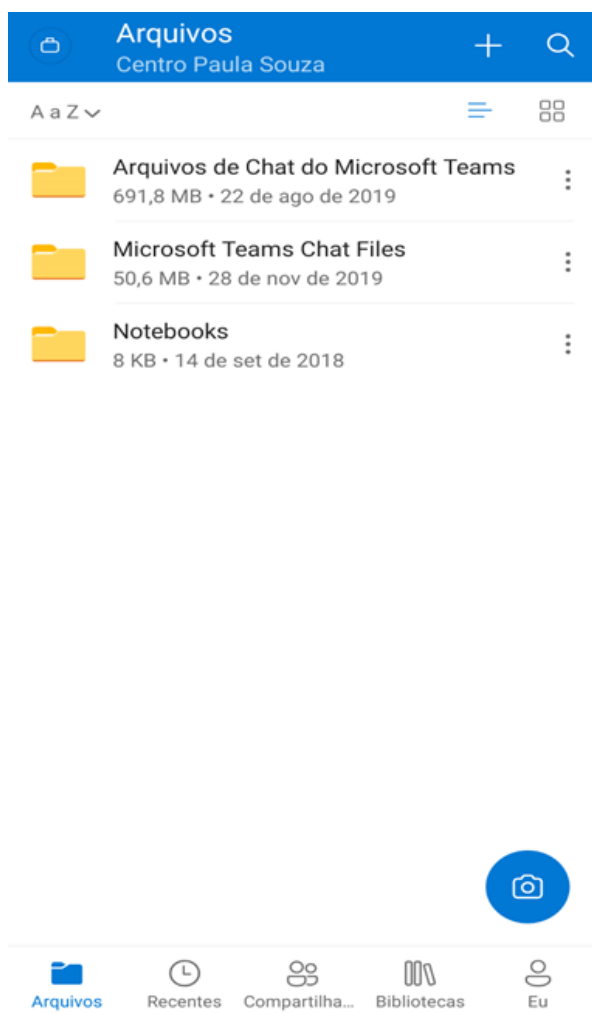 Arquivos
Centro Paula Souza
A a Z
Arquivos de Chat do Microsoft Teams
691,8 MB • 22 de ago de 2019
Microsoft Teams Chat Files
50,6 MB • 28 de nov de 2019
Notebooks
8 KB • 14 de set de 2018
Arquivos Recentes Compartilha... Bibliotecas Eu